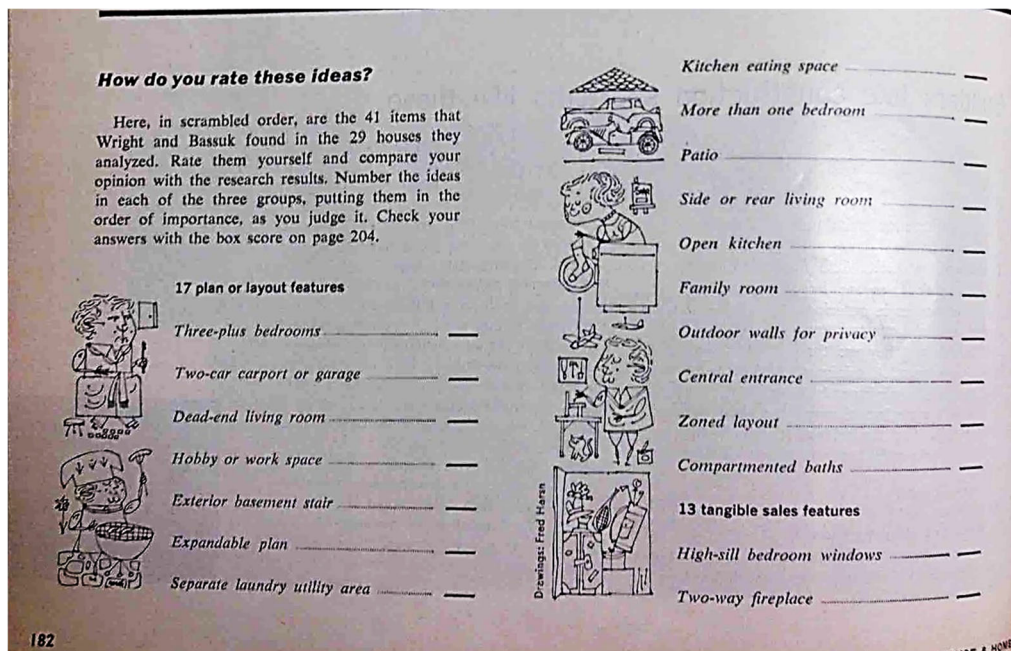 How do you rate these ideas?
Here, in scrambled order, are the 41 items that
Wright and Bassuk found in the 29 houses they
analyzed. Rate them yourself and compare your
opinion with the research results. Number the ideas
in each of the three groups, putting them in the
order of importance, as you judge it. Check your
answers with the box score on page 204.
17 plan or layout features
Three-plus bedrooms
Two-car carport or garage
Dead-end living room
Hobby or work space
Exterior basement stair
Expandable plan
Separate laundry utility area
182
Kitchen eating space
More than one bedroom
Patio
Side or rear living room
Open kitchen
Family room
Outdoor walls for privacy
Central entrance
Zoned layout
Compartmented baths
13 tangible sales features
High-sill bedroom windows
Two-way fireplace
Drawings: Fred Harsn
& HOME